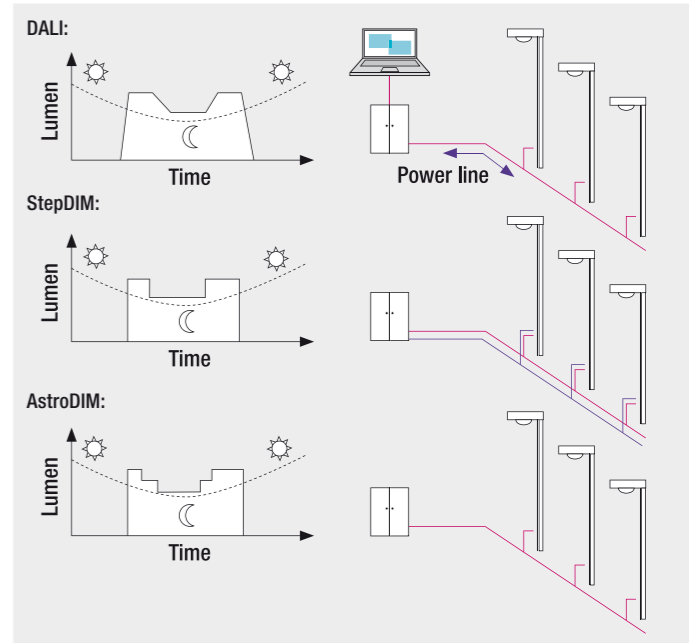 DALI:
Lumen
Time
Power line
StepDIM:
Lumen
Time
AstroDIM:
Lumen
Time